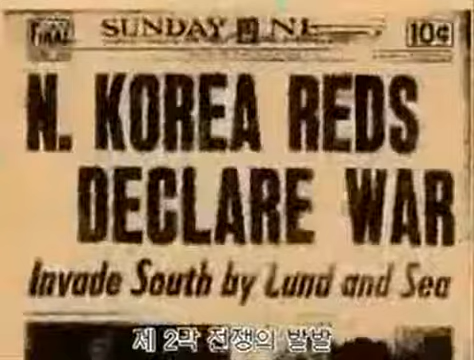 FINAL
SUNDAY NE
10¢
N. KOREA REDS
DECLARE WAR
Invade South by Land and Sea
제 2막 전쟁의 발발